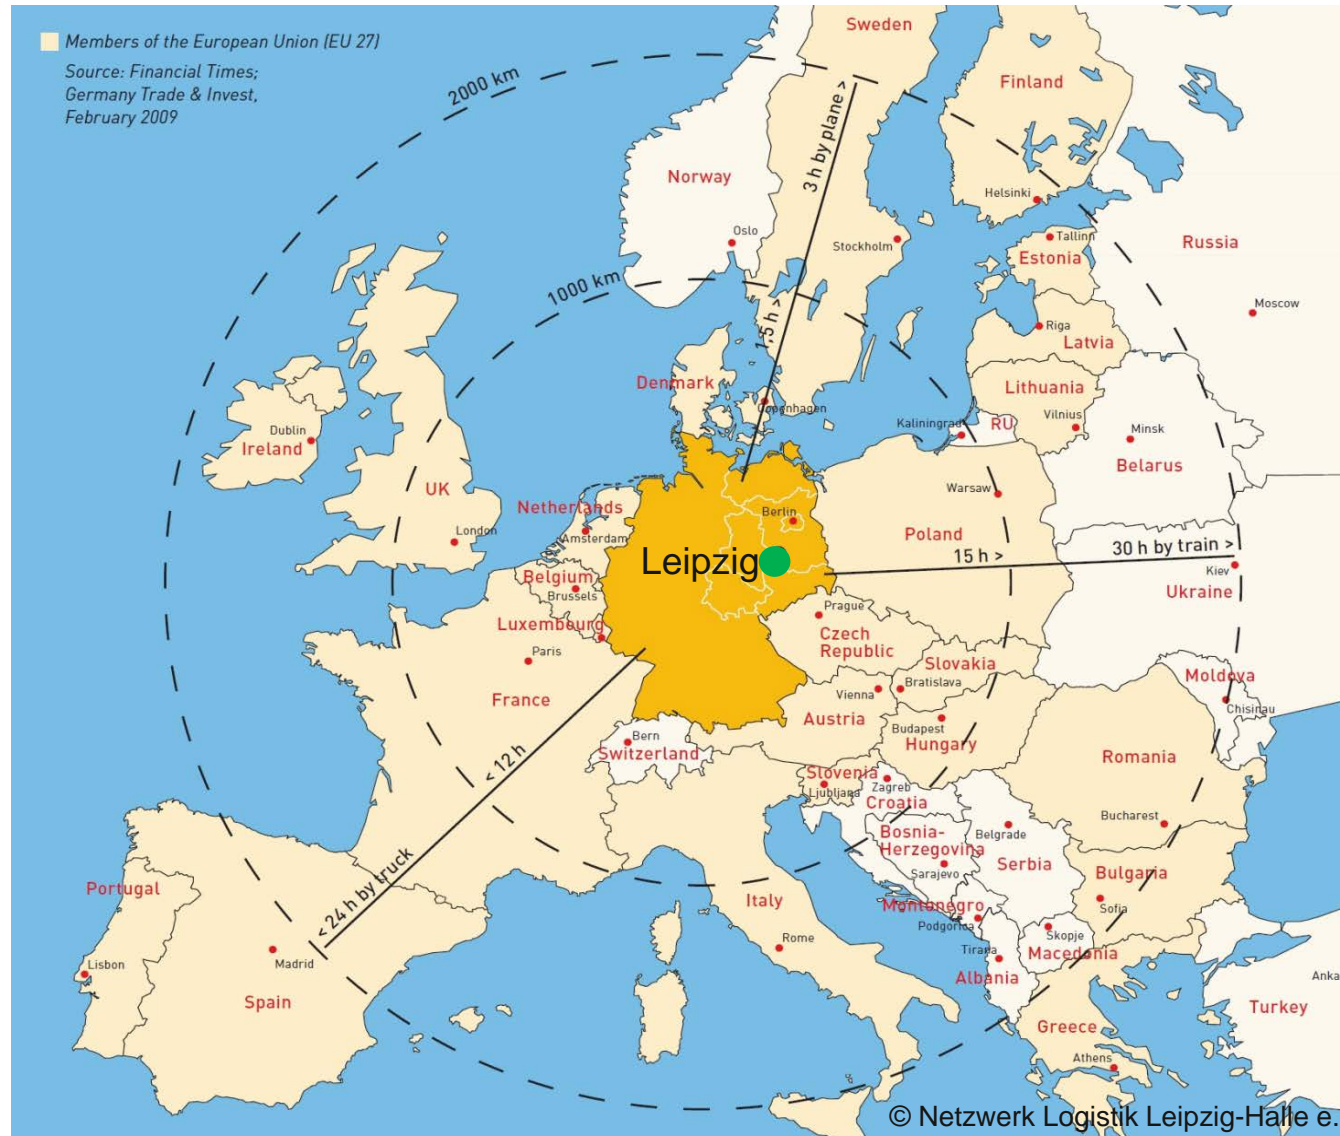 Members of the European Union (EU 27)
Source: Financial Times;
Germany Trade & Invest,
February 2009
2000 km
1000 km
3 h by plane >
1,5 h >
Sweden
Finland
Norway
Helsinki
Oslo
Stockholm
Tallinn
Estonia
Russia
Moscow
Riga
Latvia
Denmark
Copenhagen
Lithuania
Vilnius
Kaliningrad
RU
Minsk
Belarus
Dublin
Ireland
UK
London
Netherlands
Amsterdam
Berlin
Warsaw
Poland
Leipzig
15 h >
30 h by train >
Kiev
Ukraine
Belgium
Brussels
Luxembourg
Paris
France
Prague
Czech
Republic
Slovakia
Bratislava
Vienna
Austria
Budapest
Hungary
Moldova
Chisinau
Bern
Switzerland
< 12 h
< 24 h by truck
Slovenia
Ljubljana
Zagreb
Croatia
Romania
Bucharest
Bosnia-
Herzegovina
Sarajevo
Belgrade
Serbia
Bulgaria
Sofia
Portugal
Lisbon
Madrid
Spain
Italy
Rome
Montenegro
Podgorica
Skopje
Macedonia
Tirana
Albania
Greece
Athens
Turkey
Anka
© Netzwerk Logistik Leipzig-Halle e.